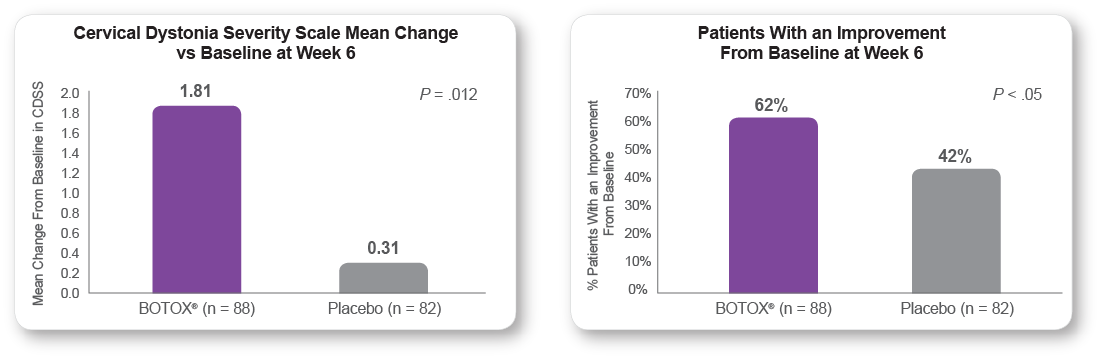 Cervical Dystonia Severity Scale Mean Change
vs Baseline at Week 6
Mean Change From Baseline in CDSS
2.0
1.8
1.6
1.4
1.2
1.0
0.8
0.6
0.4
0.2
0.0
1.81
0.31
P = .012
BOTOX® (n = 88)
Placebo (n = 82)
Patients With an Improvement
From Baseline at Week 6
% Patients With an Improvement
From Baseline
70%
60%
50%
40%
30%
20%
10%
0%
62%
42%
P < .05
BOTOX® (n = 88)
Placebo (n = 82)